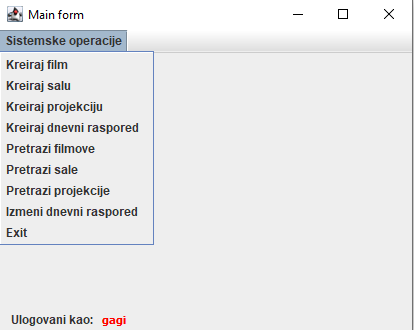 Main form
Sistemske operacije
Kreiraj film
Kreiraj salu
Kreiraj projekciju
Kreiraj dnevni raspored
Pretrazi filmove
Pretrazi sale
Pretrazi projekcije
Izmeni dnevni raspored
Exit
Ulogovani kao: gagi